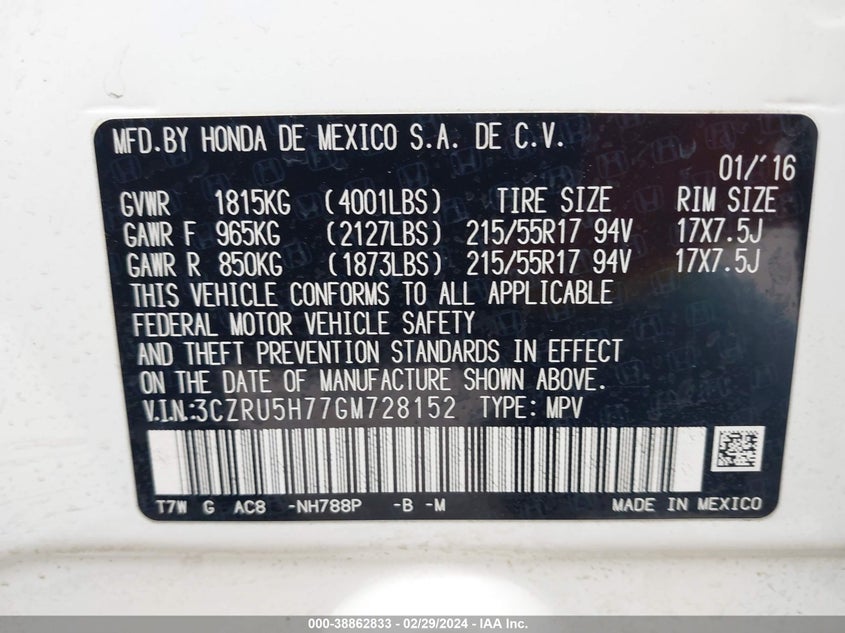 MFD.BY HONDA DE MEXICO S.A. DE C.V.
01/'16
GVWR 1815KG (4001LBS) TIRE SIZE RIM SIZE
GAWR F 965KG (2127LBS) 215/55R17 94V 17X7.5J
GAWR R 850KG (1873LBS) 215/55R17 94V 17X7.5J
THIS VEHICLE CONFORMS TO ALL APPLICABLE
FEDERAL MOTOR VEHICLE SAFETY
AND THEFT PREVENTION STANDARDS IN EFFECT
ON THE DATE OF MANUFACTURE SHOWN ABOVE.
V.I.N.:3CZRU5H77GM728152 TYPE: MPV
T7W G AC8 -NH788P -B -M MADE IN MEXICO
000-38862833 - 02/29/2024 - IAA Inc.